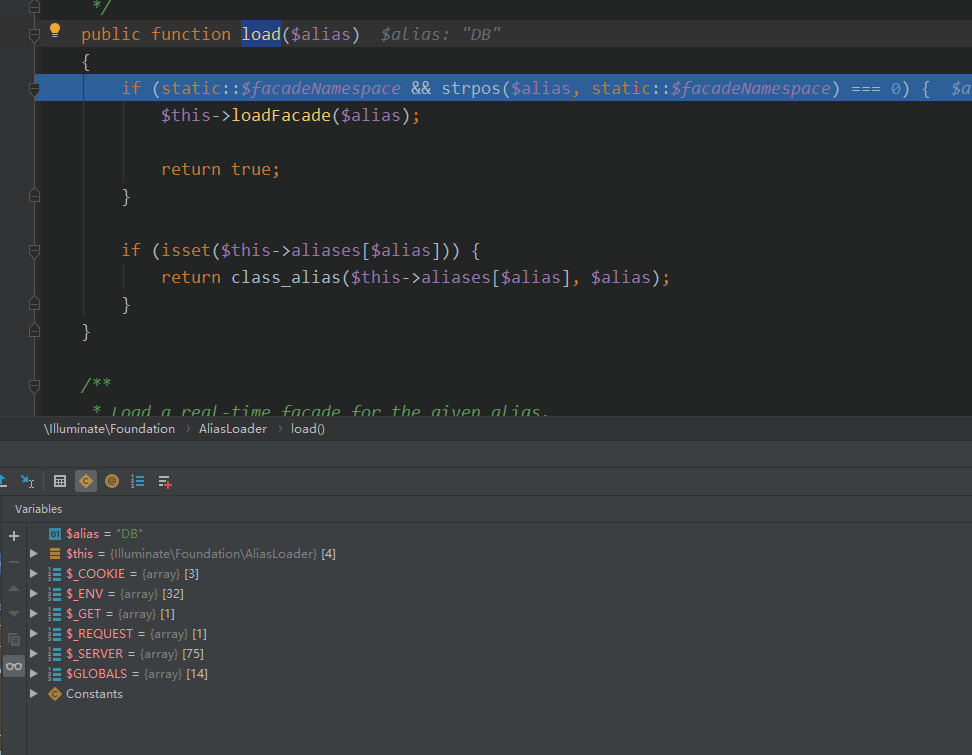 */
public function load($alias)  $alias: "DB"
{
if (static::$facadeNamespace && strpos($alias, static::$facadeNamespace) === 0) {  $a
$this->loadFacade($alias);
return true;
}
if (isset($this->aliases[$alias])) {
return class_alias($this->aliases[$alias], $alias);
}
}
/**
* Load a real-time facade for the given alias.
\Illuminate\Foundation › AliasLoader › load()
Variables
$alias = "DB"
$this = {Illuminate\Foundation\AliasLoader} [4]
$_COOKIE = {array} [3]
$_ENV = {array} [32]
$_GET = {array} [1]
$_REQUEST = {array} [1]
$_SERVER = {array} [75]
$GLOBALS = {array} [14]
Constants